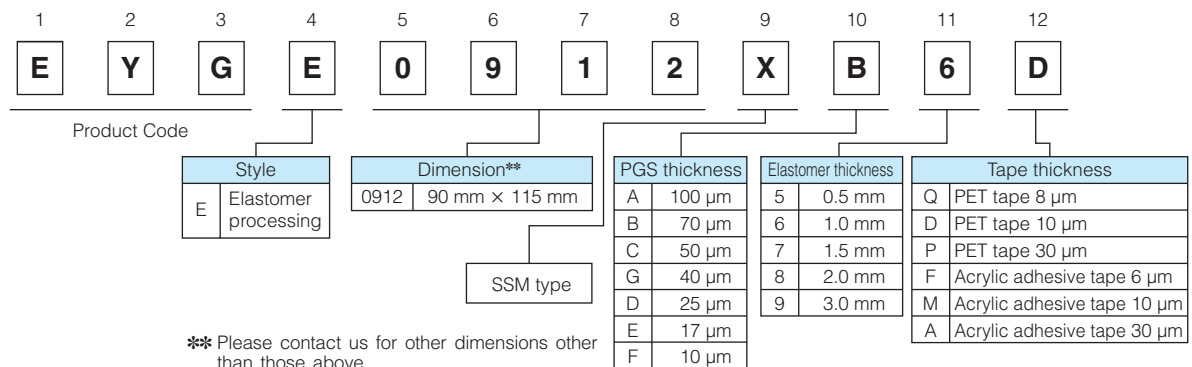 1 2 3 4 5 6 7 8 9 10 11 12
E Y G E 0 9 1 2 X B 6 D
Product Code
Style
E Elastomer processing
Dimension**
0912 90 mm × 115 mm
SSM type
PGS thickness
A 100 µm
B 70 µm
C 50 µm
G 40 µm
D 25 µm
E 17 µm
F 10 µm
Elastomer thickness
5 0.5 mm
6 1.0 mm
7 1.5 mm
8 2.0 mm
9 3.0 mm
Tape thickness
Q PET tape 8 µm
D PET tape 10 µm
P PET tape 30 µm
F Acrylic adhesive tape 6 µm
M Acrylic adhesive tape 10 µm
A Acrylic adhesive tape 30 µm
** Please contact us for other dimensions other
than those above